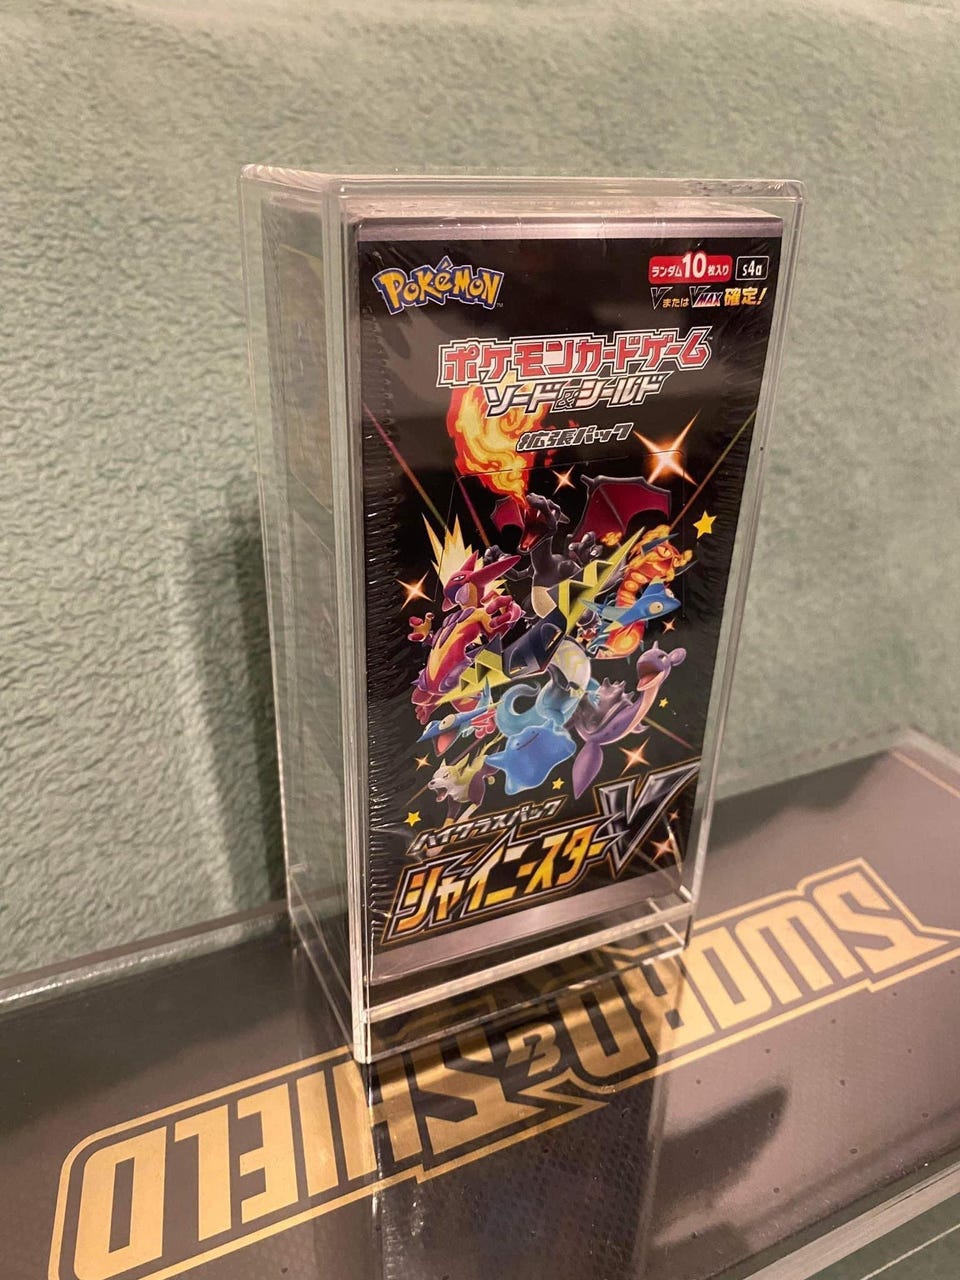 POKÉMON
TM
ランダム10枚入り s4a
VまたはVMAX確定!
ポケモンカードゲーム
ソード&シールド
拡張パック
ハイクラスパック
シャイニースターV
SWORD & SHIELD